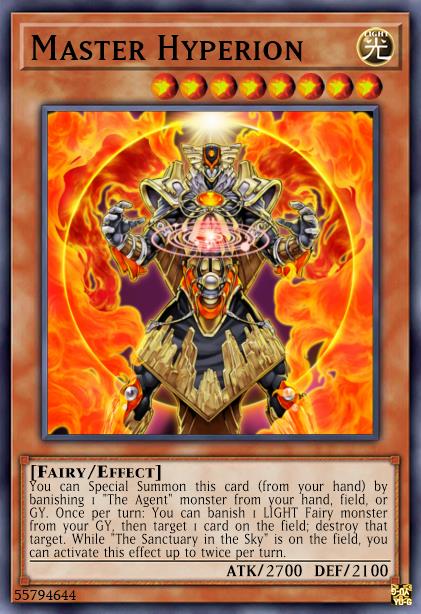 MASTER HYPERION
LIGHT
光
[FAIRY/EFFECT]
You can Special Summon this card (from your hand) by
banishing 1 "The Agent" monster from your hand, field, or
GY. Once per turn: You can banish 1 LIGHT Fairy monster
from your GY, then target 1 card on the field; destroy that
target. While "The Sanctuary in the Sky" is on the field, you
can activate this effect up to twice per turn.
ATK/2700 DEF/2100
55794644